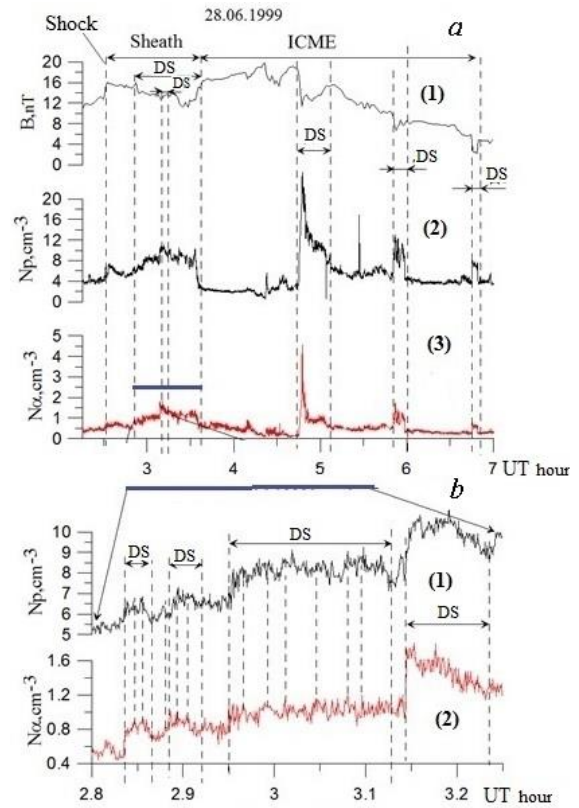 28.06.1999
a
Shock
Sheath
ICME
DS
DS
20
16
12
8
4
0
B,nT
(1)
DS
DS
DS
20
16
12
8
4
0
Np,cm-3
(2)
5
4
3
2
1
0
Nα,cm-3
(3)
3 4 5 6 7 UT hour
b
10
9
8
7
6
5
Np,cm-3
DS
DS
DS
(1)
DS
1.6
1.2
0.8
0.4
Nα,cm-3
(2)
2.8 2.9 3 3.1 3.2 UT hour